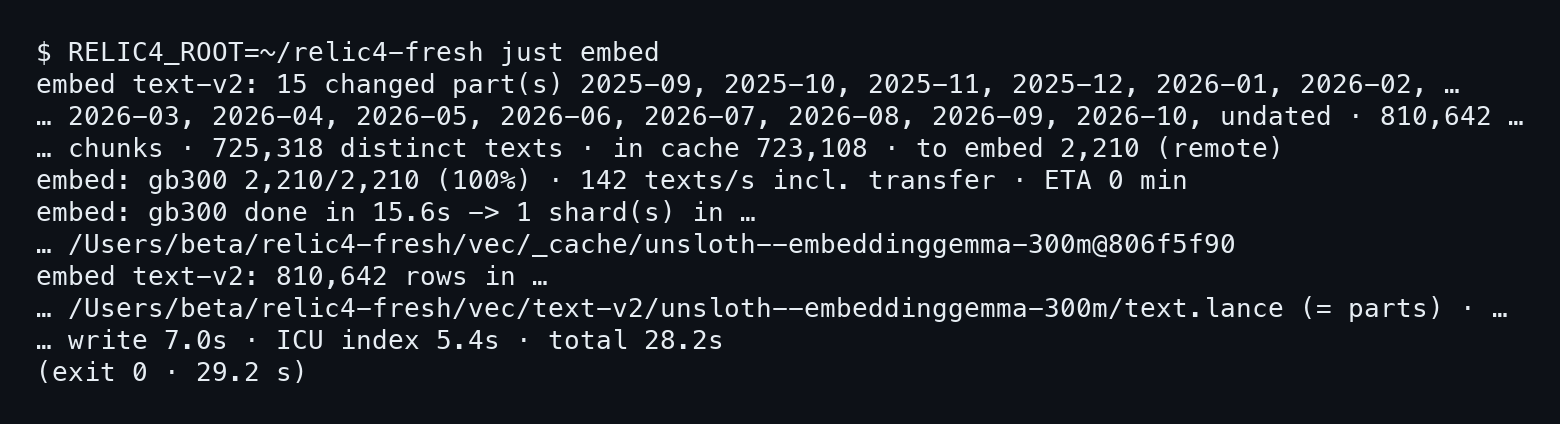 $ RELIC4_ROOT=~/relic4-fresh just embed
embed text-v2: 15 changed part(s) 2025-09, 2025-10, 2025-11, 2025-12, 2026-01, 2026-02, …
… 2026-03, 2026-04, 2026-05, 2026-06, 2026-07, 2026-08, 2026-09, 2026-10, undated · 810,642 …
… chunks · 725,318 distinct texts · in cache 723,108 · to embed 2,210 (remote)
embed: gb300 2,210/2,210 (100%) · 142 texts/s incl. transfer · ETA 0 min
embed: gb300 done in 15.6s -> 1 shard(s) in …
… /Users/beta/relic4-fresh/vec/_cache/unsloth--embeddinggemma-300m@806f5f90
embed text-v2: 810,642 rows in …
… /Users/beta/relic4-fresh/vec/text-v2/unsloth--embeddinggemma-300m/text.lance (= parts) · …
… write 7.0s · ICU index 5.4s · total 28.2s
(exit 0 · 29.2 s)